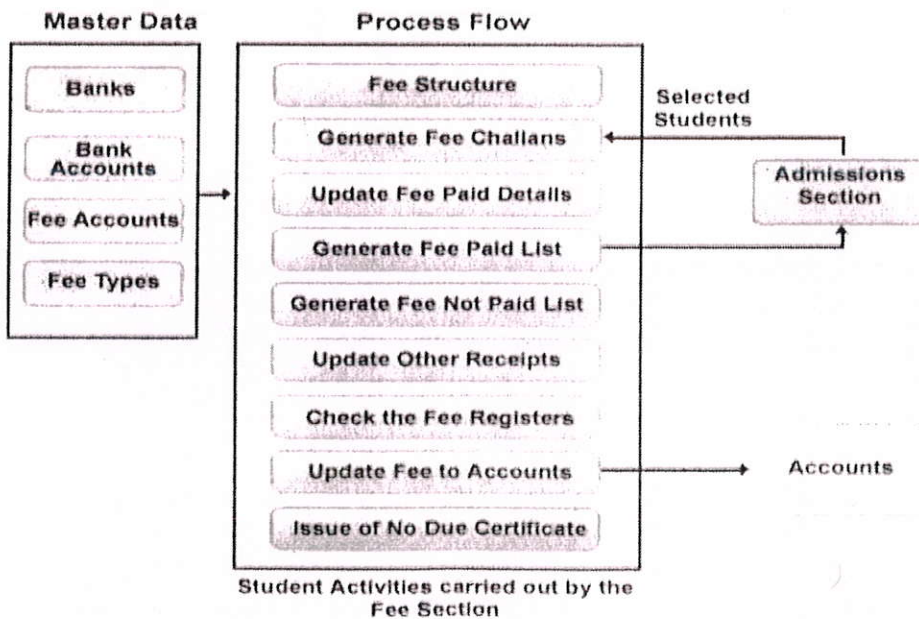 Master Data
Process Flow
Banks
Bank
Accounts
Fee Accounts
Fee Types
Fee Structure
Generate Fee Challans
Update Fee Paid Details
Generate Fee Paid List
Generate Fee Not Paid List
Update Other Receipts
Check the Fee Registers
Update Fee to Accounts
Issue of No Due Certificate
Selected
Students
Admissions
Section
Accounts
Student Activities carried out by the
Fee Section